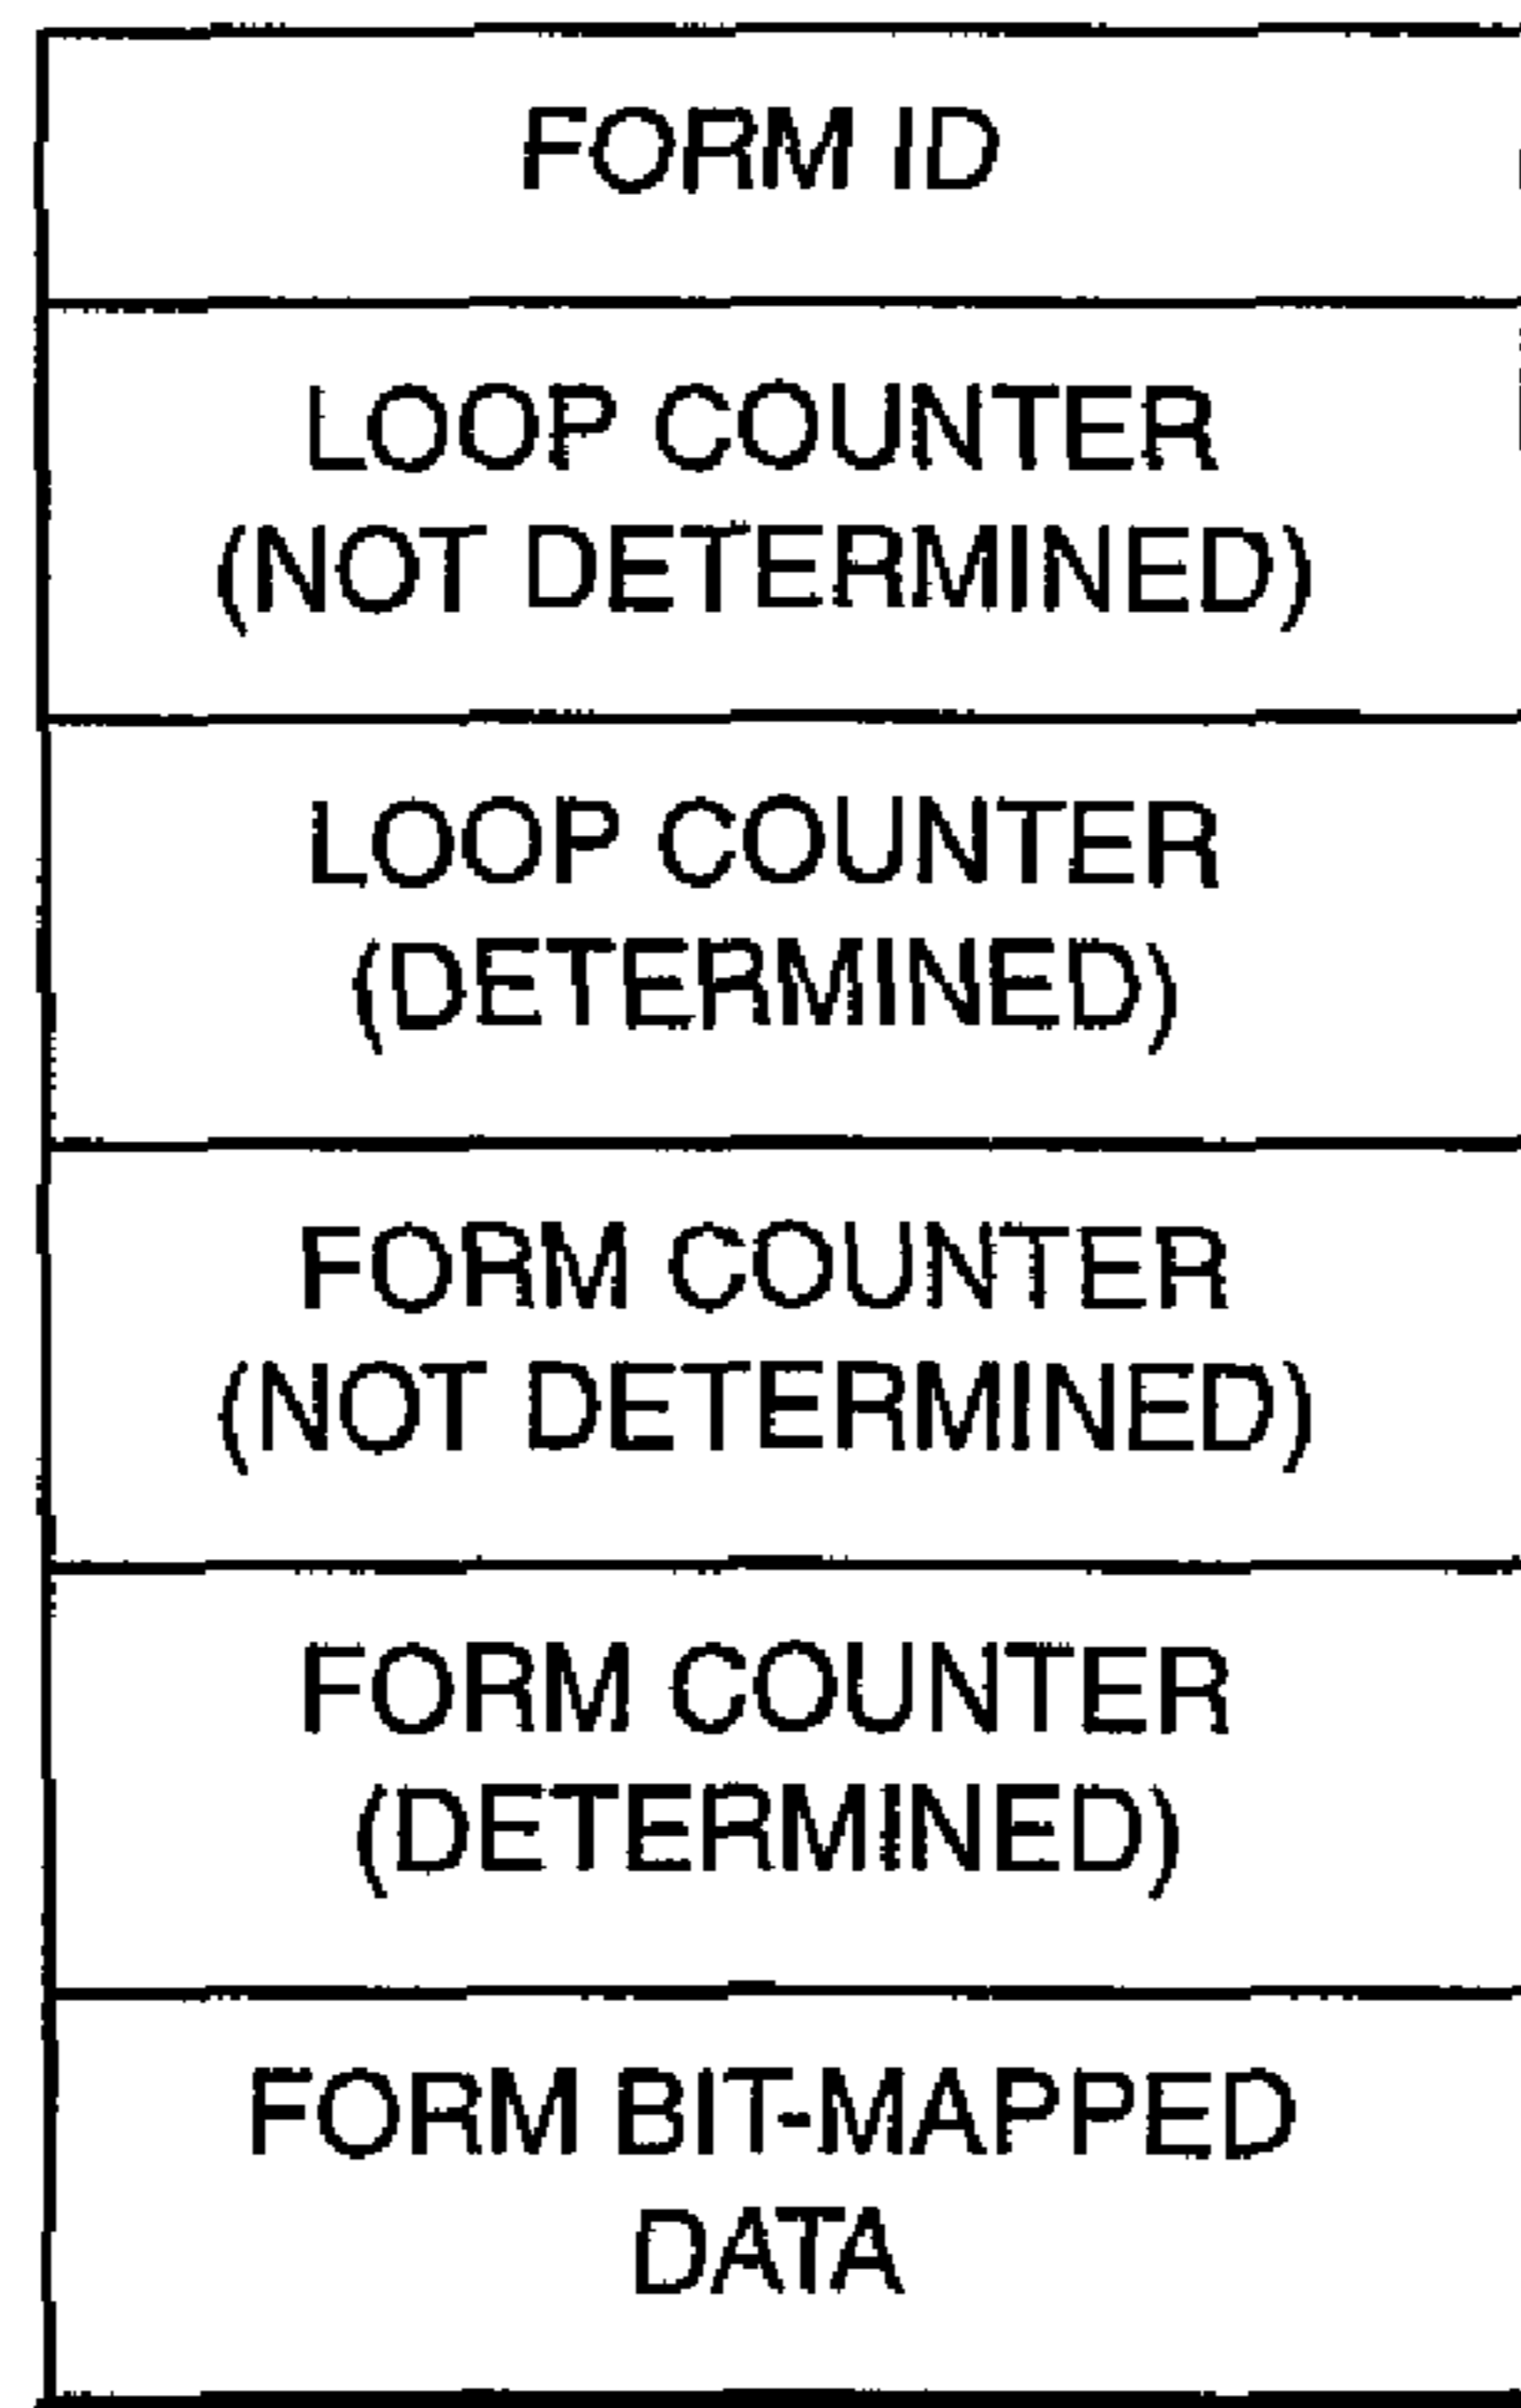 FORM ID
LOOP COUNTER
(NOT DETERMINED)
LOOP COUNTER
(DETERMINED)
FORM COUNTER
(NOT DETERMINED)
FORM COUNTER
(DETERMINED)
FORM BIT-MAPPED
DATA